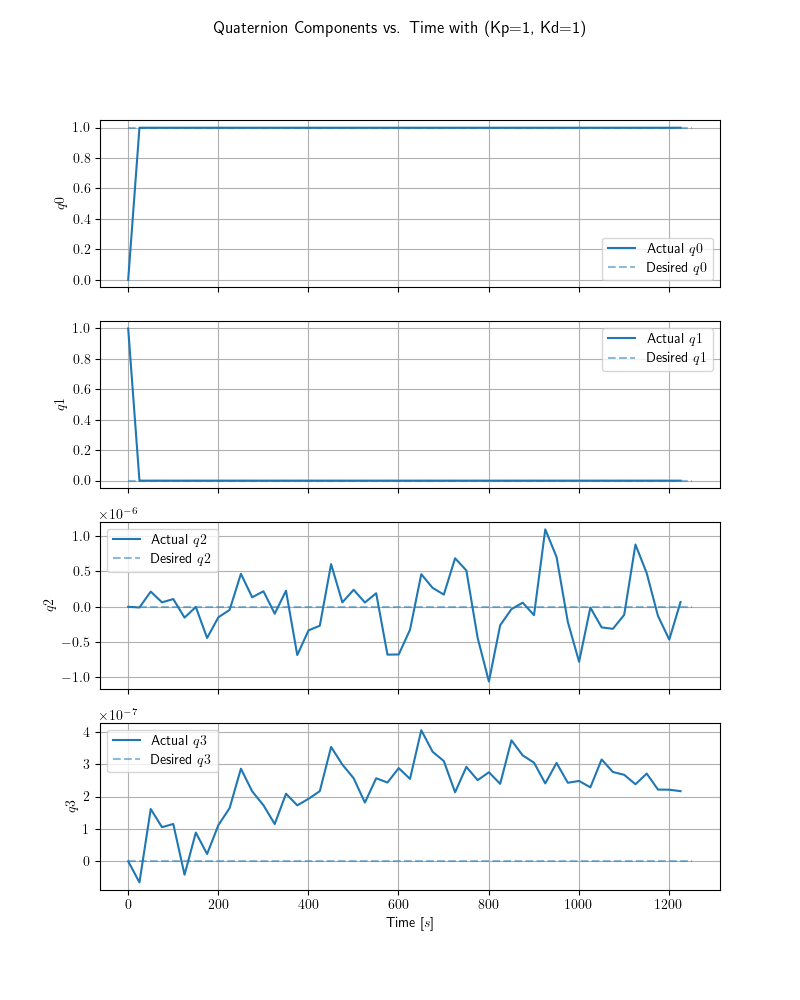 Quaternion Components vs. Time with (Kp=1, Kd=1)
1.0
0.8
0.6
0.4
0.2
0.0
q0
Actual q0
Desired q0
1.0
0.8
0.6
0.4
0.2
0.0
q1
Actual q1
Desired q1
×10⁻⁶
1.0
0.5
0.0
−0.5
−1.0
q2
Actual q2
Desired q2
×10⁻⁷
4
3
2
1
0
q3
Actual q3
Desired q3
0 200 400 600 800 1000 1200
Time [s]